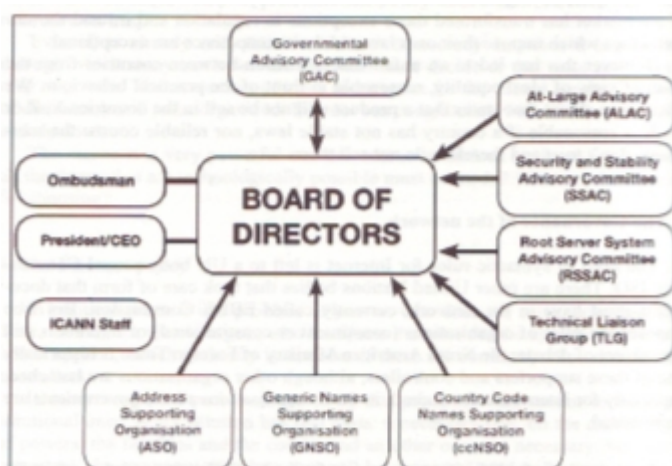 Governmental
Advisory Committee
(GAC)
At-Large Advisory
Committee (ALAC)
Security and Stability
Advisory Committee
(SSAC)
Ombudsman
BOARD OF
DIRECTORS
President/CEO
Root Server System
Advisory Committee
(RSSAC)
ICANN Staff
Technical Liaison
Group (TLG)
Address
Supporting
Organisation
(ASO)
Generic Names
Supporting
Organisation
(GNSO)
Country Code
Names Supporting
Organisation
(ccNSO)